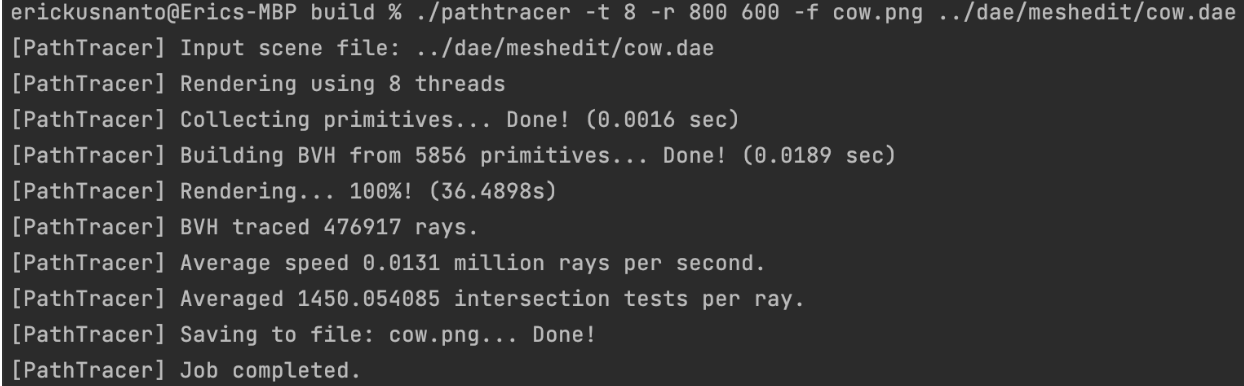 erickusnanto@Erics-MBP build % ./pathtracer -t 8 -r 800 600 -f cow.png ../dae/meshedit/cow.dae
[PathTracer] Input scene file: ../dae/meshedit/cow.dae
[PathTracer] Rendering using 8 threads
[PathTracer] Collecting primitives... Done! (0.0016 sec)
[PathTracer] Building BVH from 5856 primitives... Done! (0.0189 sec)
[PathTracer] Rendering... 100%! (36.4898s)
[PathTracer] BVH traced 476917 rays.
[PathTracer] Average speed 0.0131 million rays per second.
[PathTracer] Averaged 1450.054085 intersection tests per ray.
[PathTracer] Saving to file: cow.png... Done!
[PathTracer] Job completed.